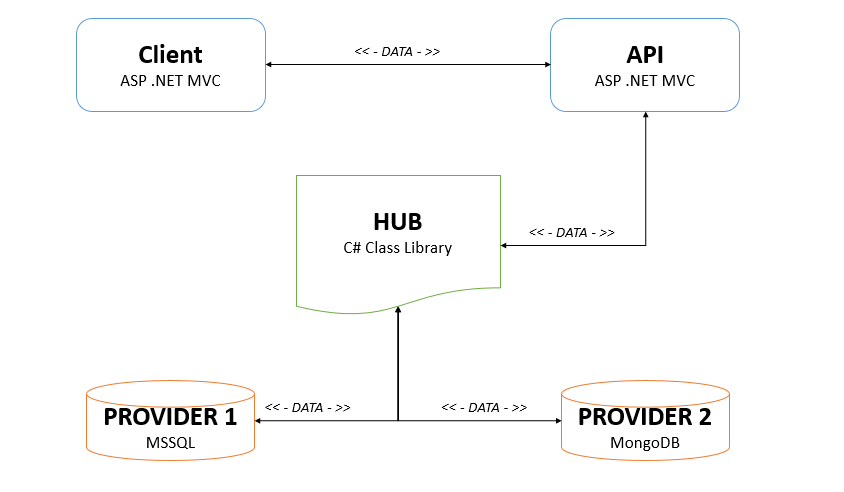 Client
ASP .NET MVC
<< - DATA - >>
API
ASP .NET MVC
HUB
C# Class Library
<< - DATA - >>
PROVIDER 1
MSSQL
<< - DATA - >>
<< - DATA - >>
PROVIDER 2
MongoDB